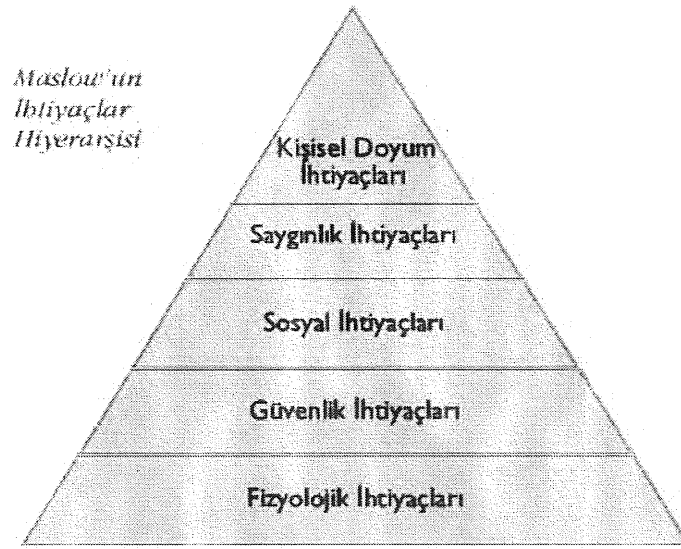 Maslow'un
İhtiyaçlar
Hiyerarşisi
Kişisel Doyum
İhtiyaçları
Saygınlık İhtiyaçları
Sosyal İhtiyaçları
Güvenlik İhtiyaçları
Fizyolojik İhtiyaçları